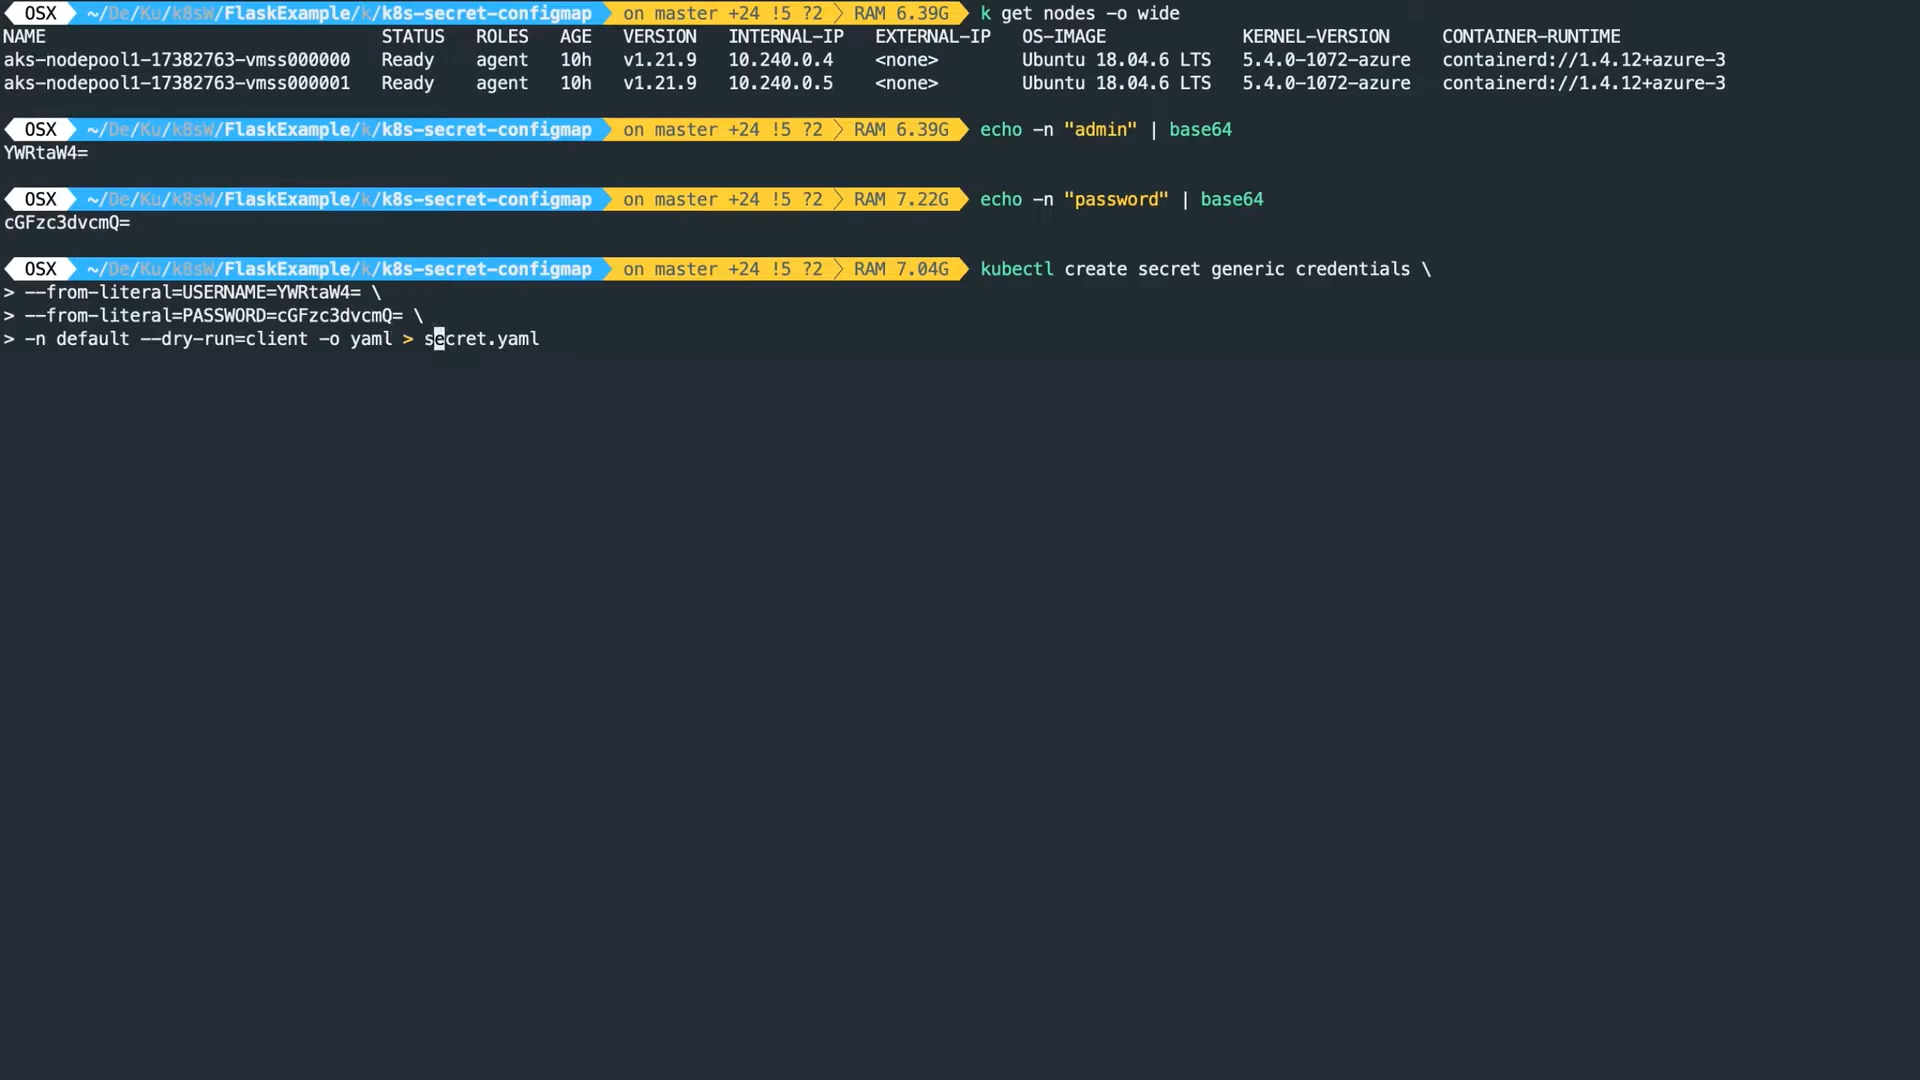 OSX ~/De/Ku/k8sW/FlaskExample/k/k8s-secret-configmap on master +24 !5 ?2 RAM 6.39G k get nodes -o wide
NAME STATUS ROLES AGE VERSION INTERNAL-IP EXTERNAL-IP OS-IMAGE KERNEL-VERSION CONTAINER-RUNTIME
aks-nodepool1-17382763-vmss000000 Ready agent 10h v1.21.9 10.240.0.4 <none> Ubuntu 18.04.6 LTS 5.4.0-1072-azure containerd://1.4.12+azure-3
aks-nodepool1-17382763-vmss000001 Ready agent 10h v1.21.9 10.240.0.5 <none> Ubuntu 18.04.6 LTS 5.4.0-1072-azure containerd://1.4.12+azure-3
OSX ~/De/Ku/k8sW/FlaskExample/k/k8s-secret-configmap on master +24 !5 ?2 RAM 6.39G echo -n "admin" | base64
YWRtaW4=
OSX ~/De/Ku/k8sW/FlaskExample/k/k8s-secret-configmap on master +24 !5 ?2 RAM 7.22G echo -n "password" | base64
cGFzc3dvcmQ=
OSX ~/De/Ku/k8sW/FlaskExample/k/k8s-secret-configmap on master +24 !5 ?2 RAM 7.04G kubectl create secret generic credentials \
> --from-literal=USERNAME=YWRtaW4= \
> --from-literal=PASSWORD=cGFzc3dvcmQ= \
> -n default --dry-run=client -o yaml > secret.yaml